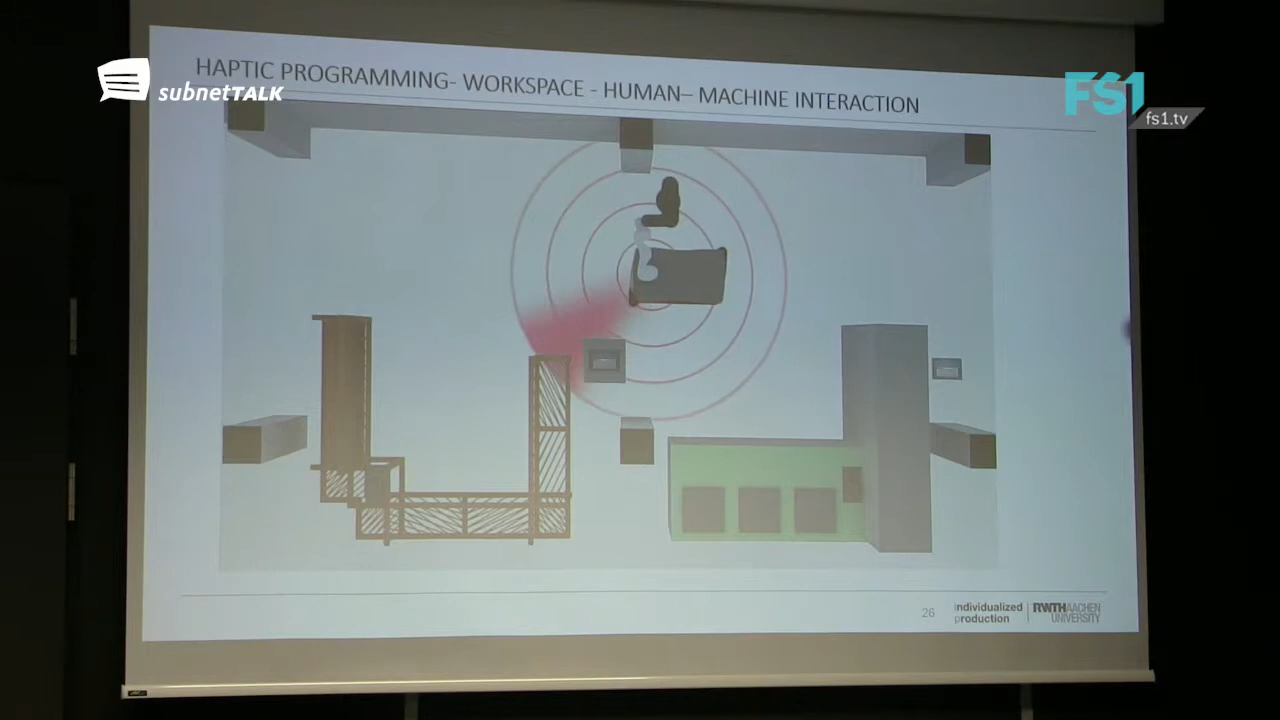 subnetTALK
FS1
fs1.tv
HAPTIC PROGRAMMING- WORKSPACE - HUMAN– MACHINE INTERACTION
26
individualized
production
RWTH AACHEN
UNIVERSITY